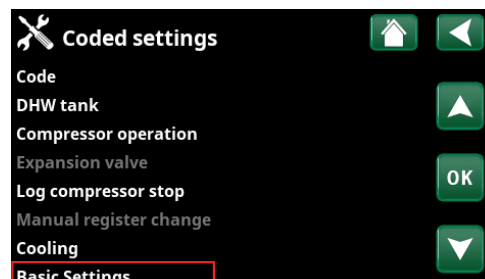 Coded settings
Code
DHW tank
Compressor operation
Expansion valve
Log compressor stop
OK
Manual register change
Cooling
Basic Settings